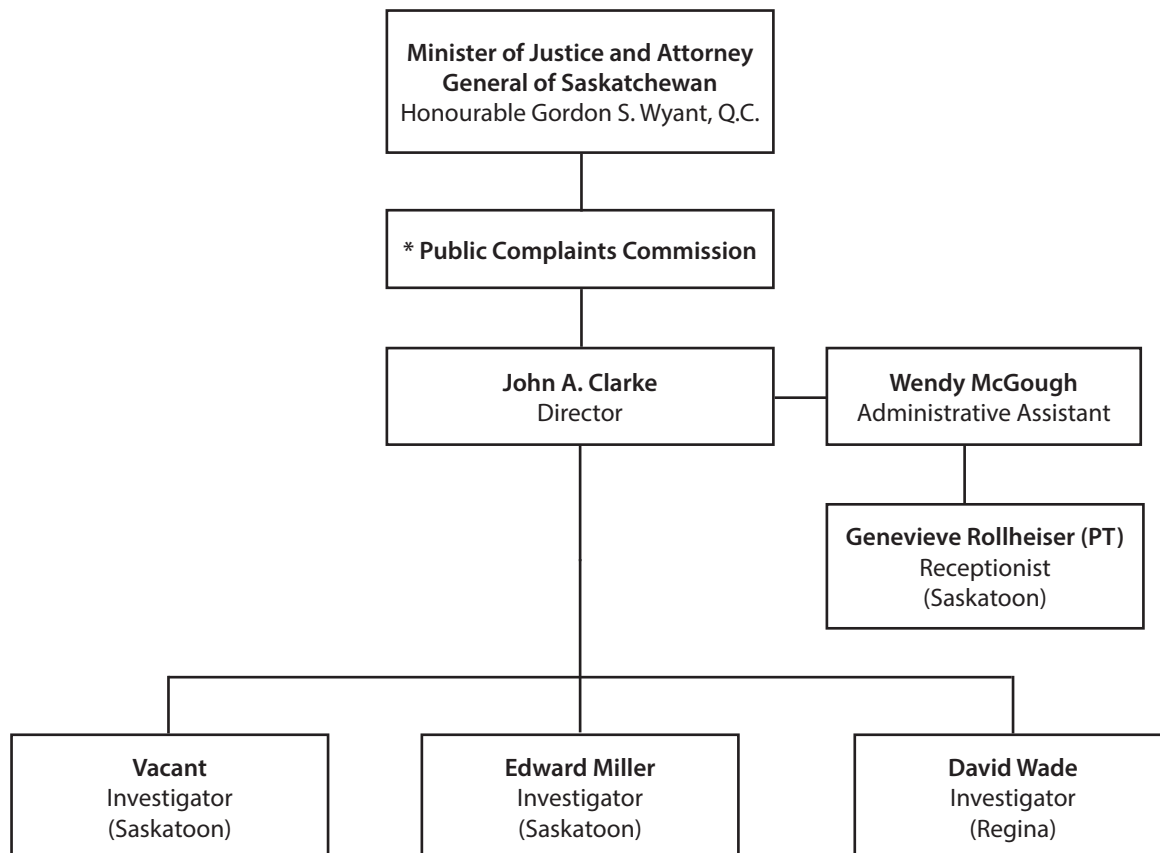 Minister of Justice and Attorney
General of Saskatchewan
Honourable Gordon S. Wyant, Q.C.
* Public Complaints Commission
John A. Clarke
Director
Wendy McGough
Administrative Assistant
Genevieve Rollheiser (PT)
Receptionist
(Saskatoon)
Vacant
Investigator
(Saskatoon)
Edward Miller
Investigator
(Saskatoon)
David Wade
Investigator
(Regina)